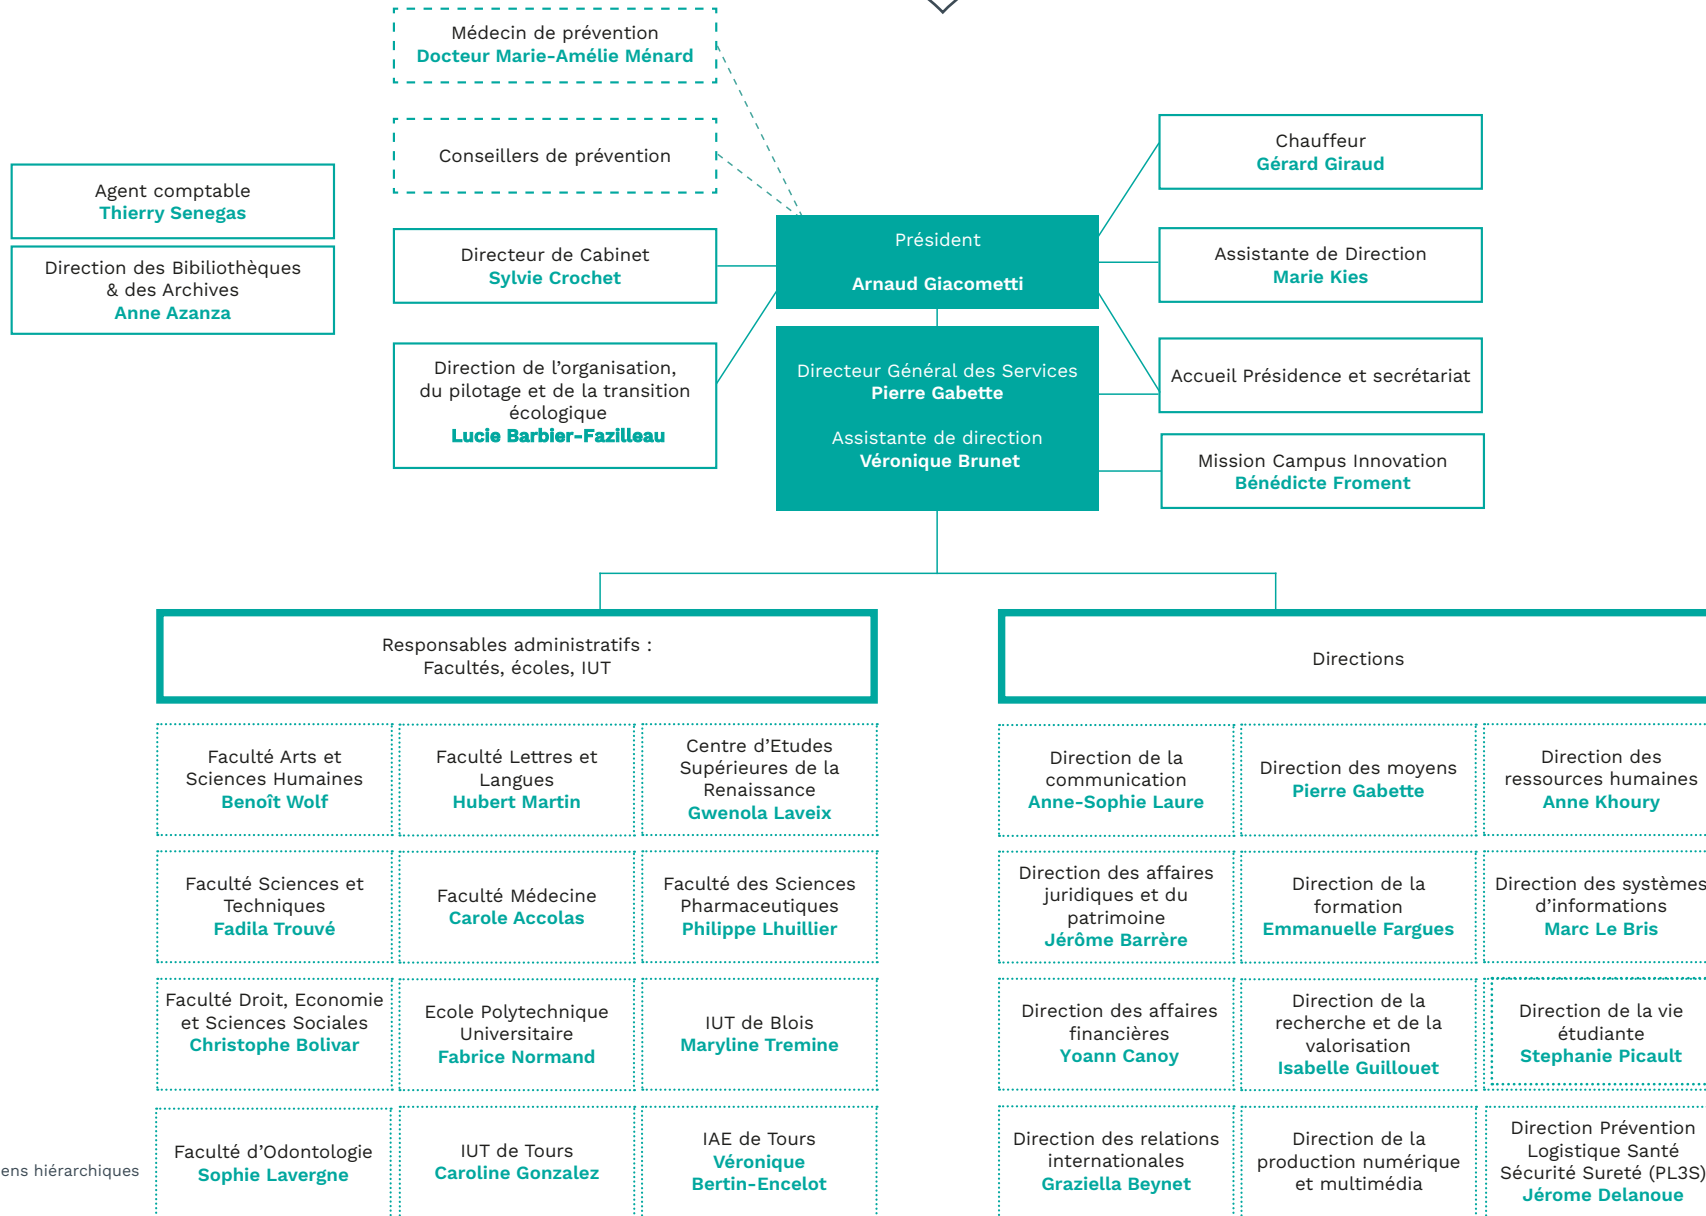 Médecin de prévention
Docteur Marie-Amélie Ménard
Conseillers de prévention
Agent comptable
Thierry Senegas
Direction des Bibiliothèques
& des Archives
Anne Azanza
Directeur de Cabinet
Sylvie Crochet
Direction de l’organisation,
du pilotage et de la transition
écologique
Lucie Barbier-Fazilleau
Président
Arnaud Giacometti
Directeur Général des Services
Pierre Gabette
Assistante de direction
Véronique Brunet
Chauffeur
Gérard Giraud
Assistante de Direction
Marie Kies
Accueil Présidence et secrétariat
Mission Campus Innovation
Bénédicte Froment
Responsables administratifs :
Facultés, écoles, IUT
Faculté Arts et
Sciences Humaines
Benoît Wolf
Faculté Lettres et
Langues
Hubert Martin
Centre d’Etudes
Supérieures de la
Renaissance
Gwenola Laveix
Faculté Sciences et
Techniques
Fadila Trouvé
Faculté Médecine
Carole Accolas
Faculté des Sciences
Pharmaceutiques
Philippe Lhuillier
Faculté Droit, Economie
et Sciences Sociales
Christophe Bolivar
Ecole Polytechnique
Universitaire
Fabrice Normand
IUT de Blois
Maryline Tremine
Faculté d’Odontologie
Sophie Lavergne
IUT de Tours
Caroline Gonzalez
IAE de Tours
Véronique
Bertin-Encelot
Directions
Direction de la
communication
Anne-Sophie Laure
Direction des moyens
Pierre Gabette
Direction des
ressources humaines
Anne Khoury
Direction des affaires
juridiques et du
patrimoine
Jérôme Barrère
Direction de la
formation
Emmanuelle Fargues
Direction des systèmes
d’informations
Marc Le Bris
Direction des affaires
financières
Yoann Canoy
Direction de la
recherche et de la
valorisation
Isabelle Guillouet
Direction de la vie
étudiante
Stephanie Picault
Direction des relations
internationales
Graziella Beynet
Direction de la
production numérique
et multimédia
Direction Prévention
Logistique Santé
Sécurité Sureté (PL3S)
Jérome Delanoue
ens hiérarchiques